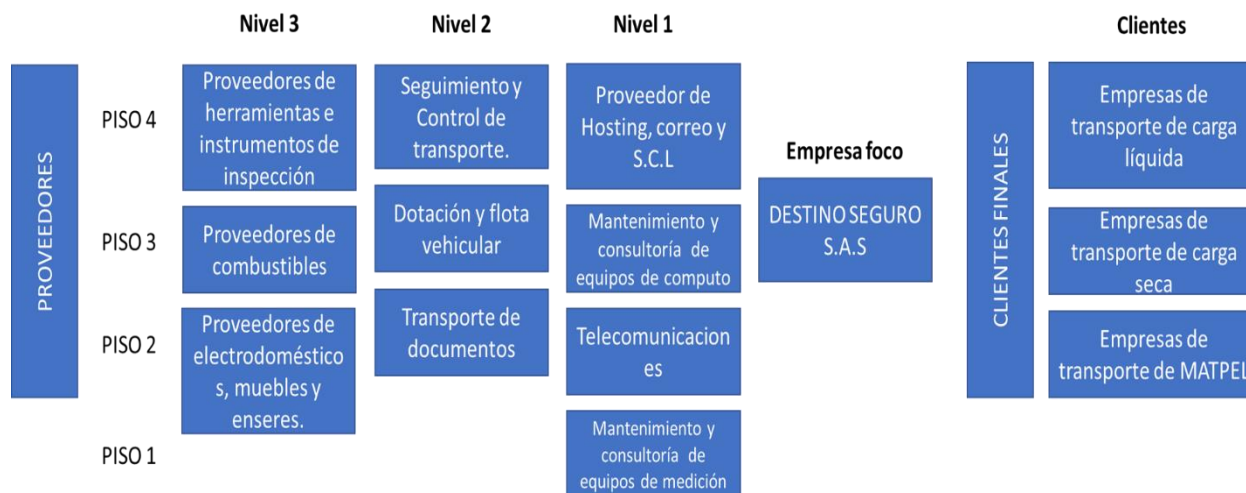 Nivel 3
Nivel 2
Nivel 1
Clientes
PROVEEDORES
PISO 4
PISO 3
PISO 2
PISO 1
Proveedores de
herramientas e
instrumentos de
inspección
Proveedores de
combustibles
Proveedores de
electrodoméstico
s, muebles y
enseres.
Seguimiento y
Control de
transporte.
Dotación y flota
vehicular
Transporte de
documentos
Proveedor de
Hosting, correo y
S.C.L
Mantenimiento y
consultoría de
equipos de computo
Telecomunicacion
es
Mantenimiento y
consultoría de
equipos de medición
Empresa foco
DESTINO SEGURO
S.A.S
CLIENTES FINALES
Empresas de
transporte de carga
líquida
Empresas de
transporte de carga
seca
Empresas de
transporte de MATPEL